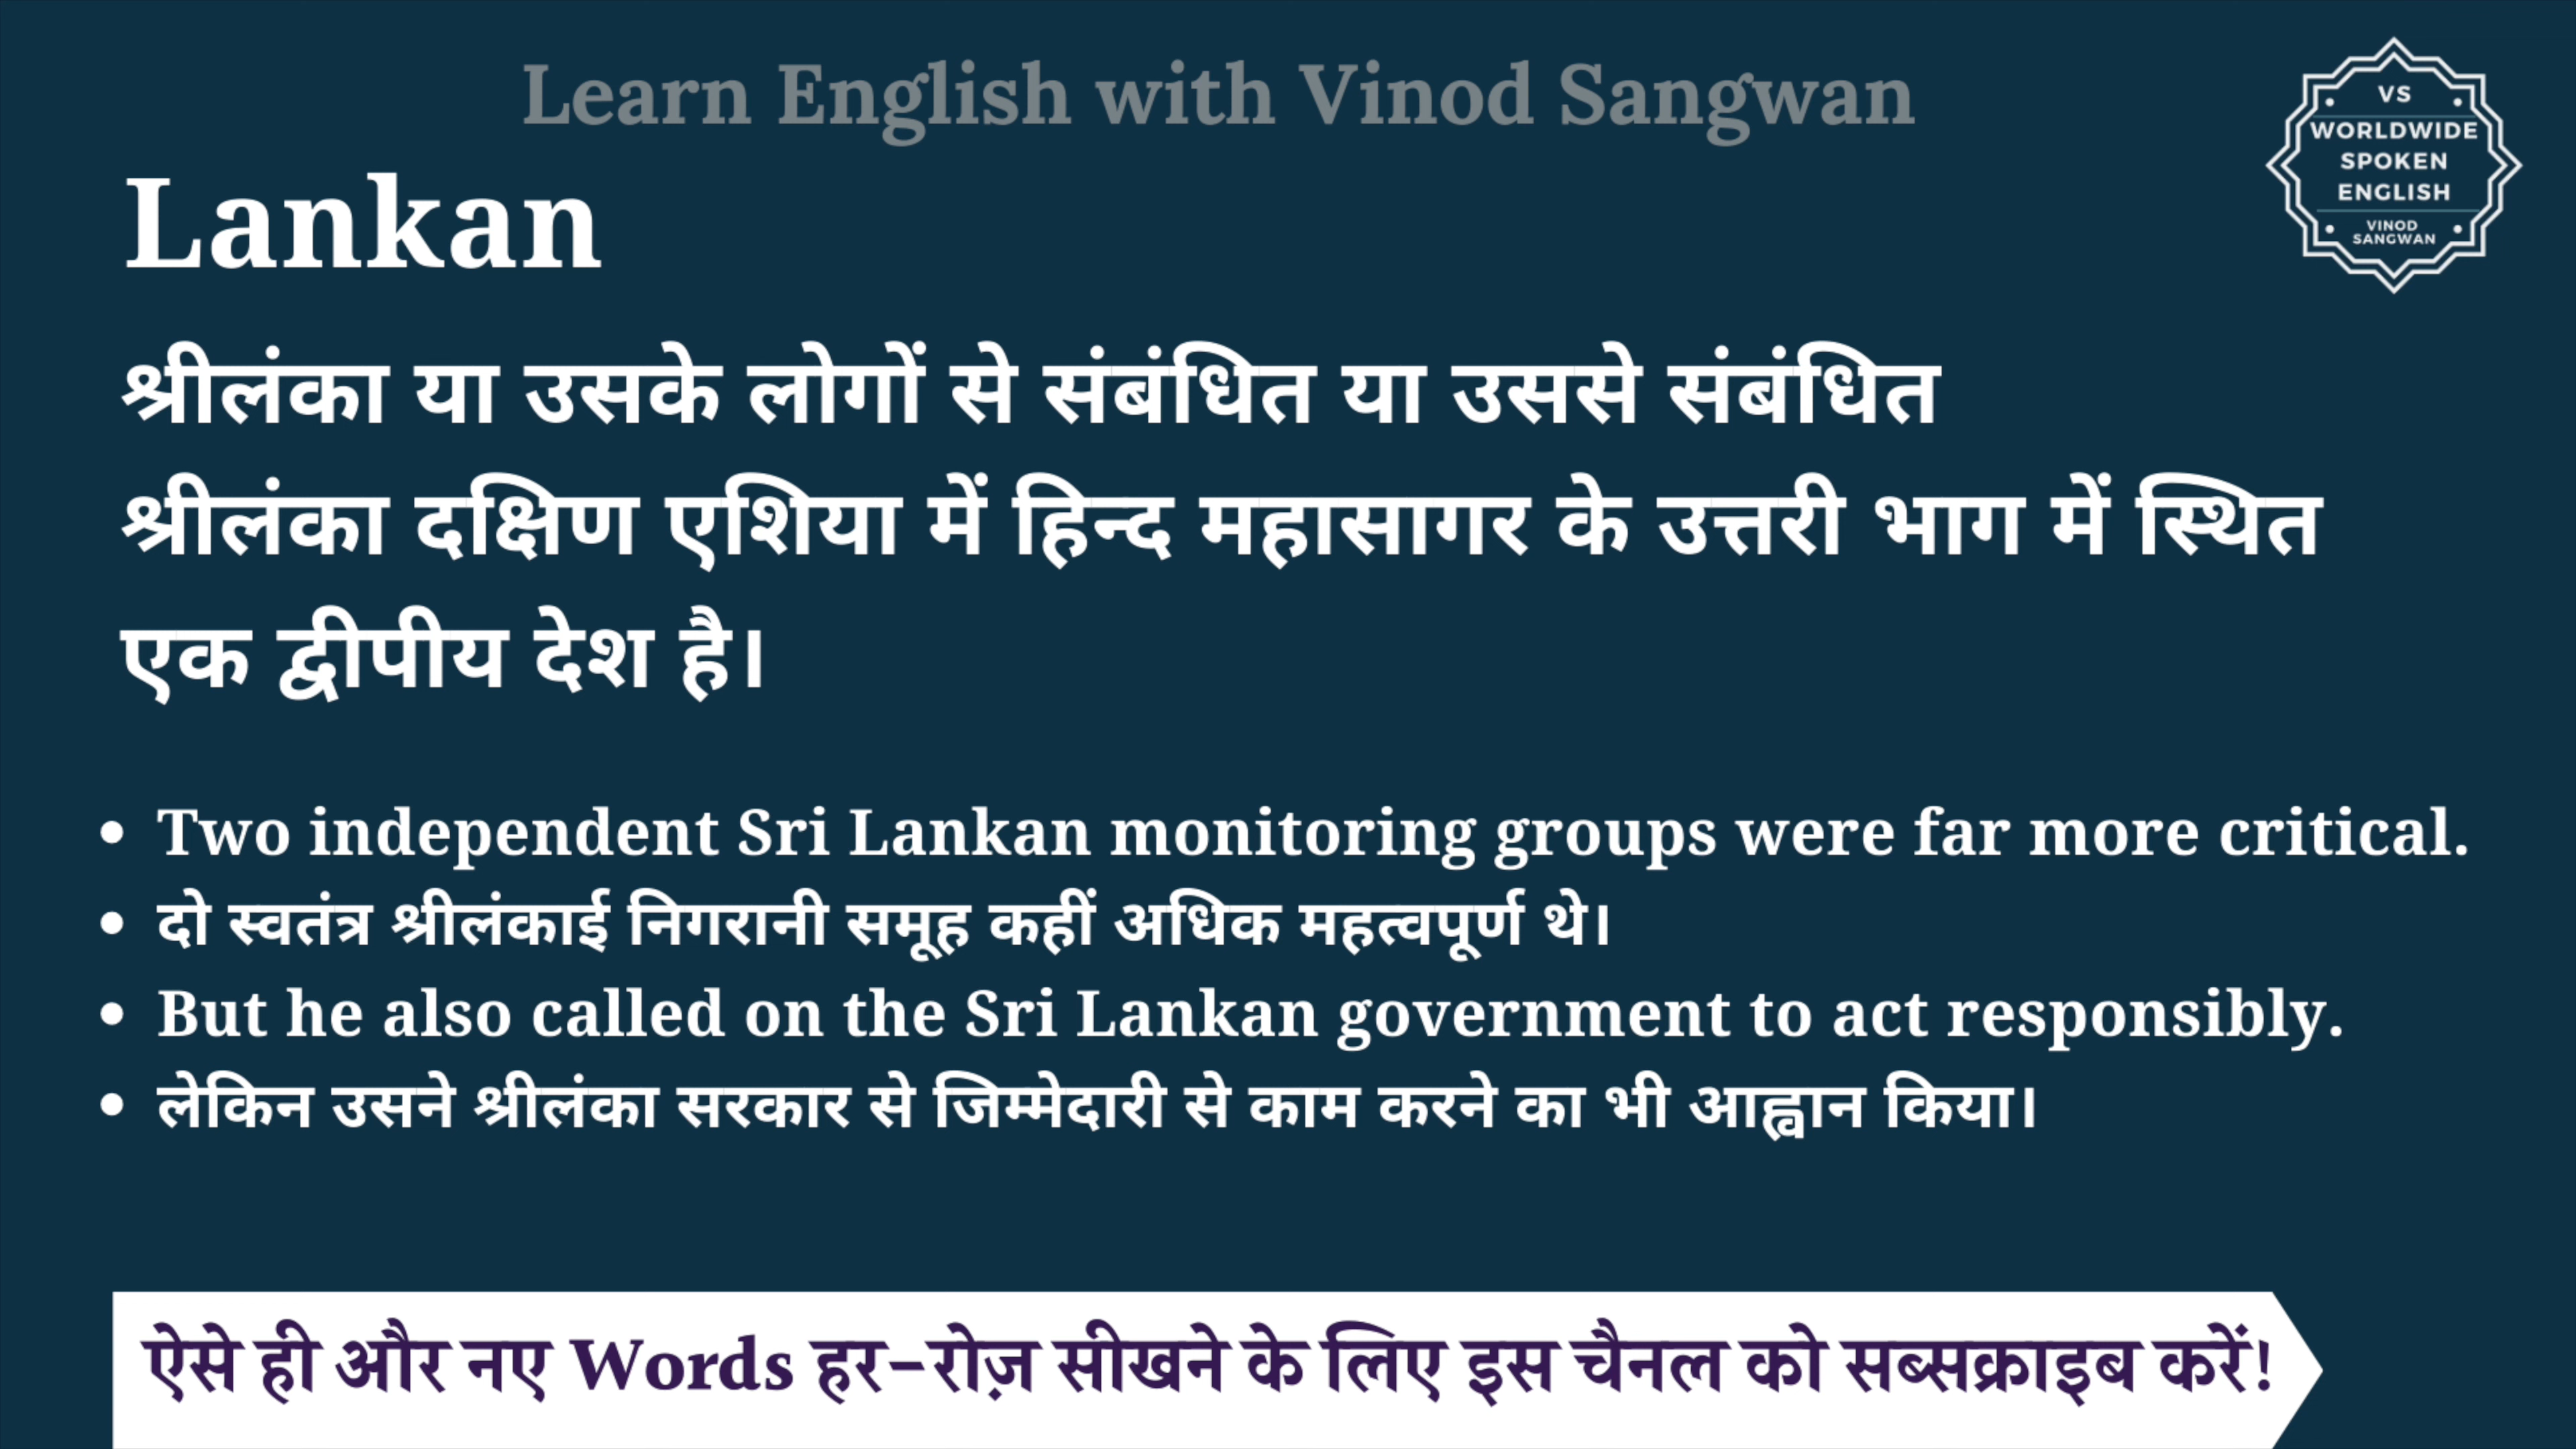 Learn English with Vinod Sangwan
VS
WORLDWIDE
SPOKEN
ENGLISH
VINOD
SANGWAN
Lankan
श्रीलंका या उसके लोगों से संबंधित या उससे संबंधित
श्रीलंका दक्षिण एशिया में हिन्द महासागर के उत्तरी भाग में स्थित
एक द्वीपीय देश है।
• Two independent Sri Lankan monitoring groups were far more critical.
• दो स्वतंत्र श्रीलंकाई निगरानी समूह कहीं अधिक महत्वपूर्ण थे।
• But he also called on the Sri Lankan government to act responsibly.
• लेकिन उसने श्रीलंका सरकार से जिम्मेदारी से काम करने का भी आह्वान किया।
ऐसे ही और नए Words हर-रोज़ सीखने के लिए इस चैनल को सब्सक्राइब करें!